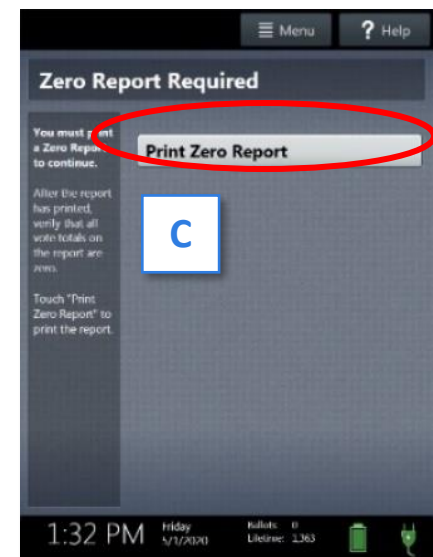 Menu
? Help
Zero Report Required
You must print
a Zero Report
to continue.
Print Zero Report
After the report
has printed,
verify that all
vote totals on
the report are
zero.
C
Touch "Print
Zero Report" to
print the report.
1:32 PM
Friday
5/1/2020
Ballots: 0
Lifetime: 1,363